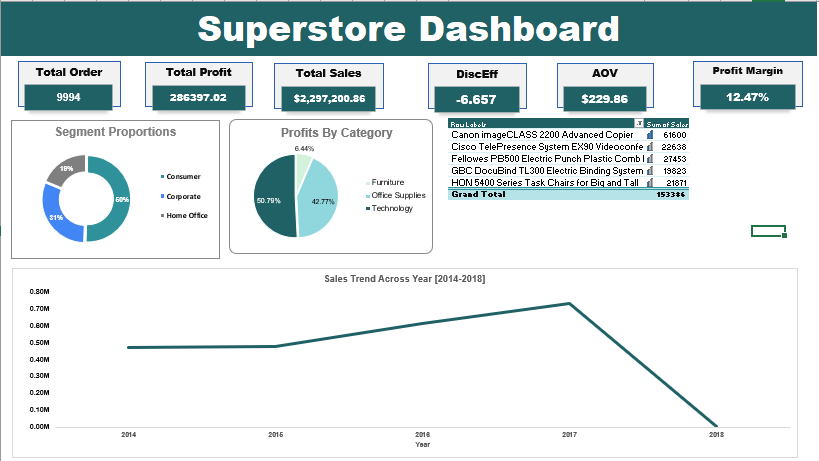 Superstore Dashboard
Total Order
9994
Total Profit
286397.02
Total Sales
$2,297,200.86
DiscEff
-6.657
AOV
$229.86
Profit Margin
12.47%
Segment Proportions
19%
60%
31%
Consumer
Corporate
Home Office
Profits By Category
6.44%
50.79%
42.77%
Furniture
Office Supplies
Technology
Row Labels Sum of Sales
Canon imageCLASS 2200 Advanced Copier 61600
Cisco TelePresence System EX90 Videoconfe 22638
Fellowes PB500 Electric Punch Plastic Comb 27453
GBC DocuBind TL300 Electric Binding System 19823
HON 5400 Series Task Chairs for Big and Tall 21871
Grand Total 153386
Sales Trend Across Year [2014-2018]
0.80M
0.70M
0.60M
0.50M
0.40M
0.30M
0.20M
0.10M
0.00M
2014 2015 2016 2017 2018
Year